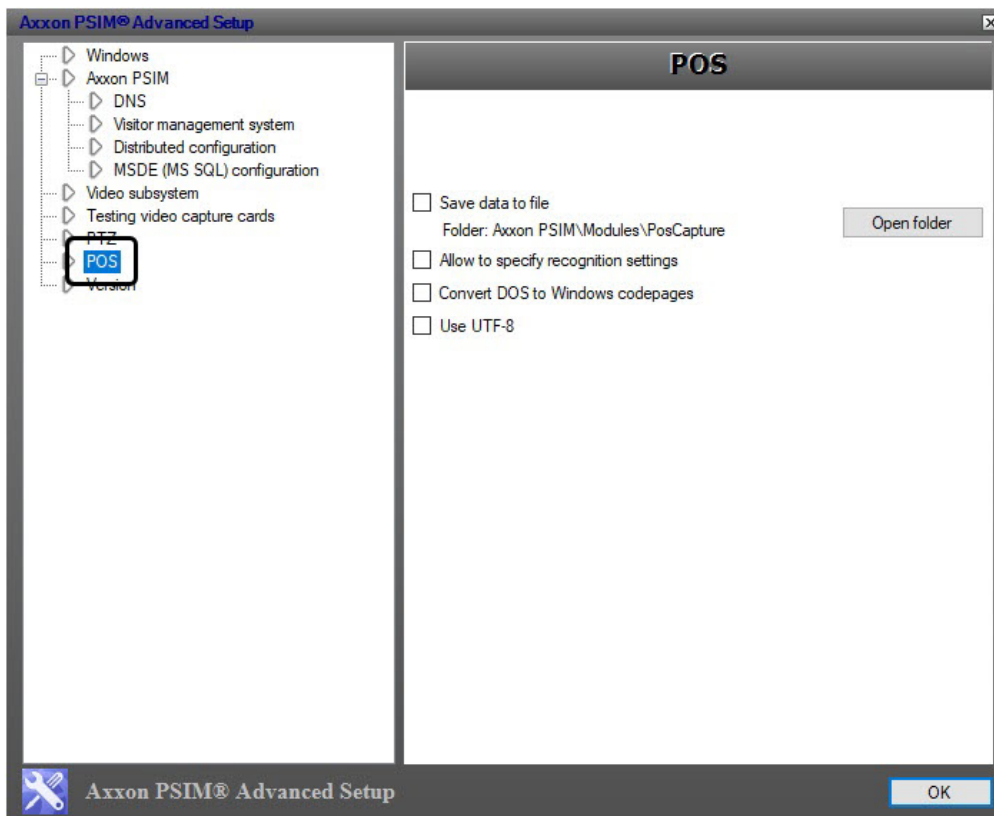 Axxon PSIM® Advanced Setup
Windows
Axxon PSIM
DNS
Visitor management system
Distributed configuration
MSDE (MS SQL) configuration
Video subsystem
Testing video capture cards
PTZ
POS
Version
POS
Save data to file
Folder: Axxon PSIM\Modules\PosCapture
Open folder
Allow to specify recognition settings
Convert DOS to Windows codepages
Use UTF-8
Axxon PSIM® Advanced Setup
OK